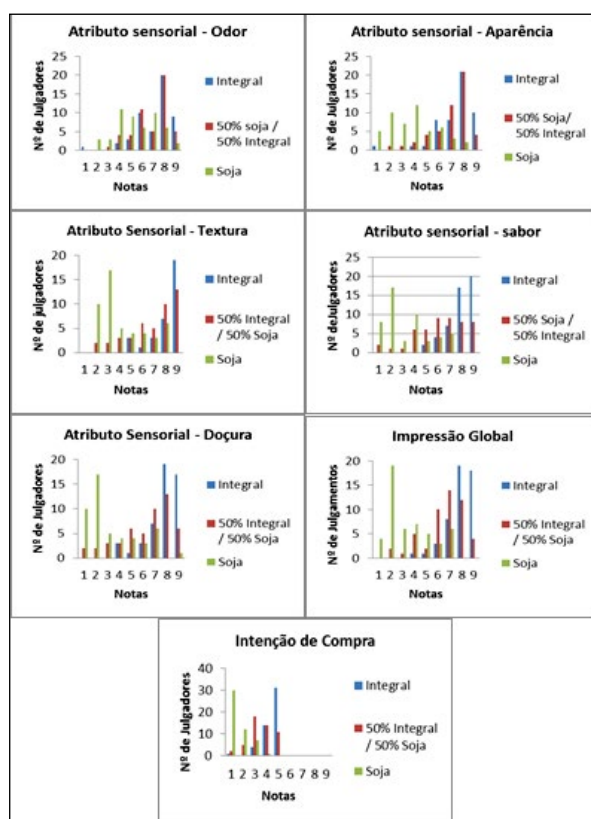 Atributo sensorial - Odor
Nº de Julgadores
25
20
15
10
5
0
1 2 3 4 5 6 7 8 9
Notas
Integral
50% soja /
50% Integral
Soja
Atributo sensorial - Aparência
Nº de Julgadores
25
20
15
10
5
0
1 2 3 4 5 6 7 8 9
Notas
Integral
50% Soja/
50% Integral
Soja
Atributo Sensorial - Textura
Nº de julgadores
20
15
10
5
0
1 2 3 4 5 6 7 8 9
Notas
Integral
50% Integral
/ 50% Soja
Soja
Atributo sensorial - sabor
Nº deJulgadores
25
20
15
10
5
0
1 2 3 4 5 6 7 8 9
Notas
Integral
50% Soja /
50% Integral
Soja
Atributo Sensorial - Doçura
Nº de Julgadores
20
15
10
5
0
1 2 3 4 5 6 7 8 9
Notas
Integral
50% Integral
/ 50% Soja
Soja
Impressão Global
Nº de Julgamentos
20
15
10
5
0
1 2 3 4 5 6 7 8 9
Notas
Integral
50% Integral
/ 50% Soja
Soja
Intenção de Compra
Nº de Julgadores
40
30
20
10
0
1 2 3 4 5 6 7 8 9
Notas
Integral
50% Integral
/ 50% Soja
Soja